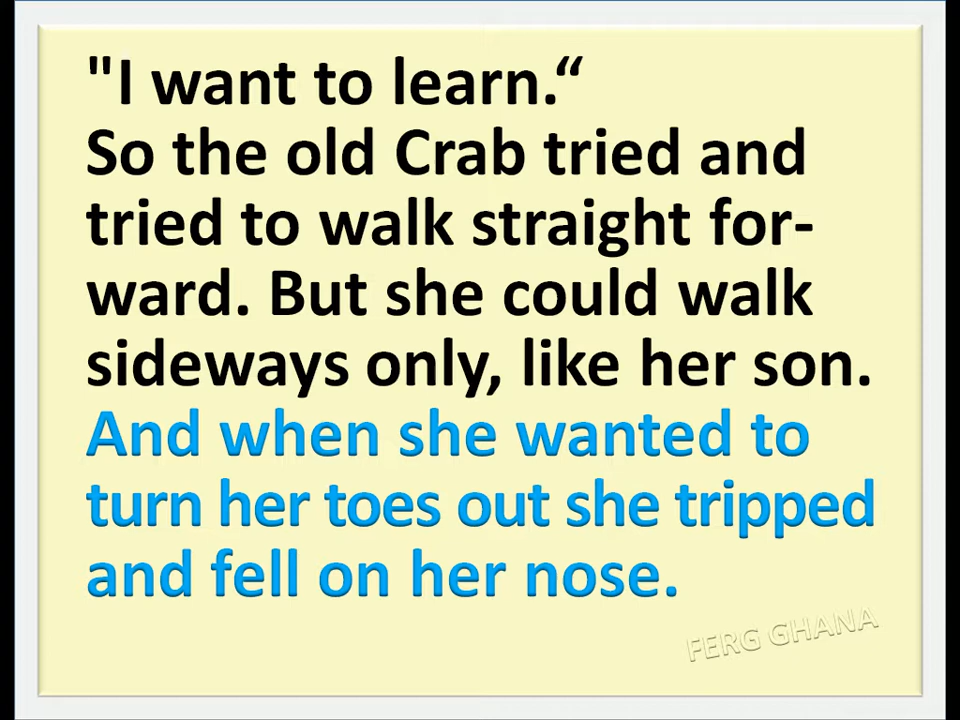 "I want to learn.“
So the old Crab tried and
tried to walk straight for-
ward. But she could walk
sideways only, like her son.
And when she wanted to
turn her toes out she tripped
and fell on her nose.
FERG GHANA